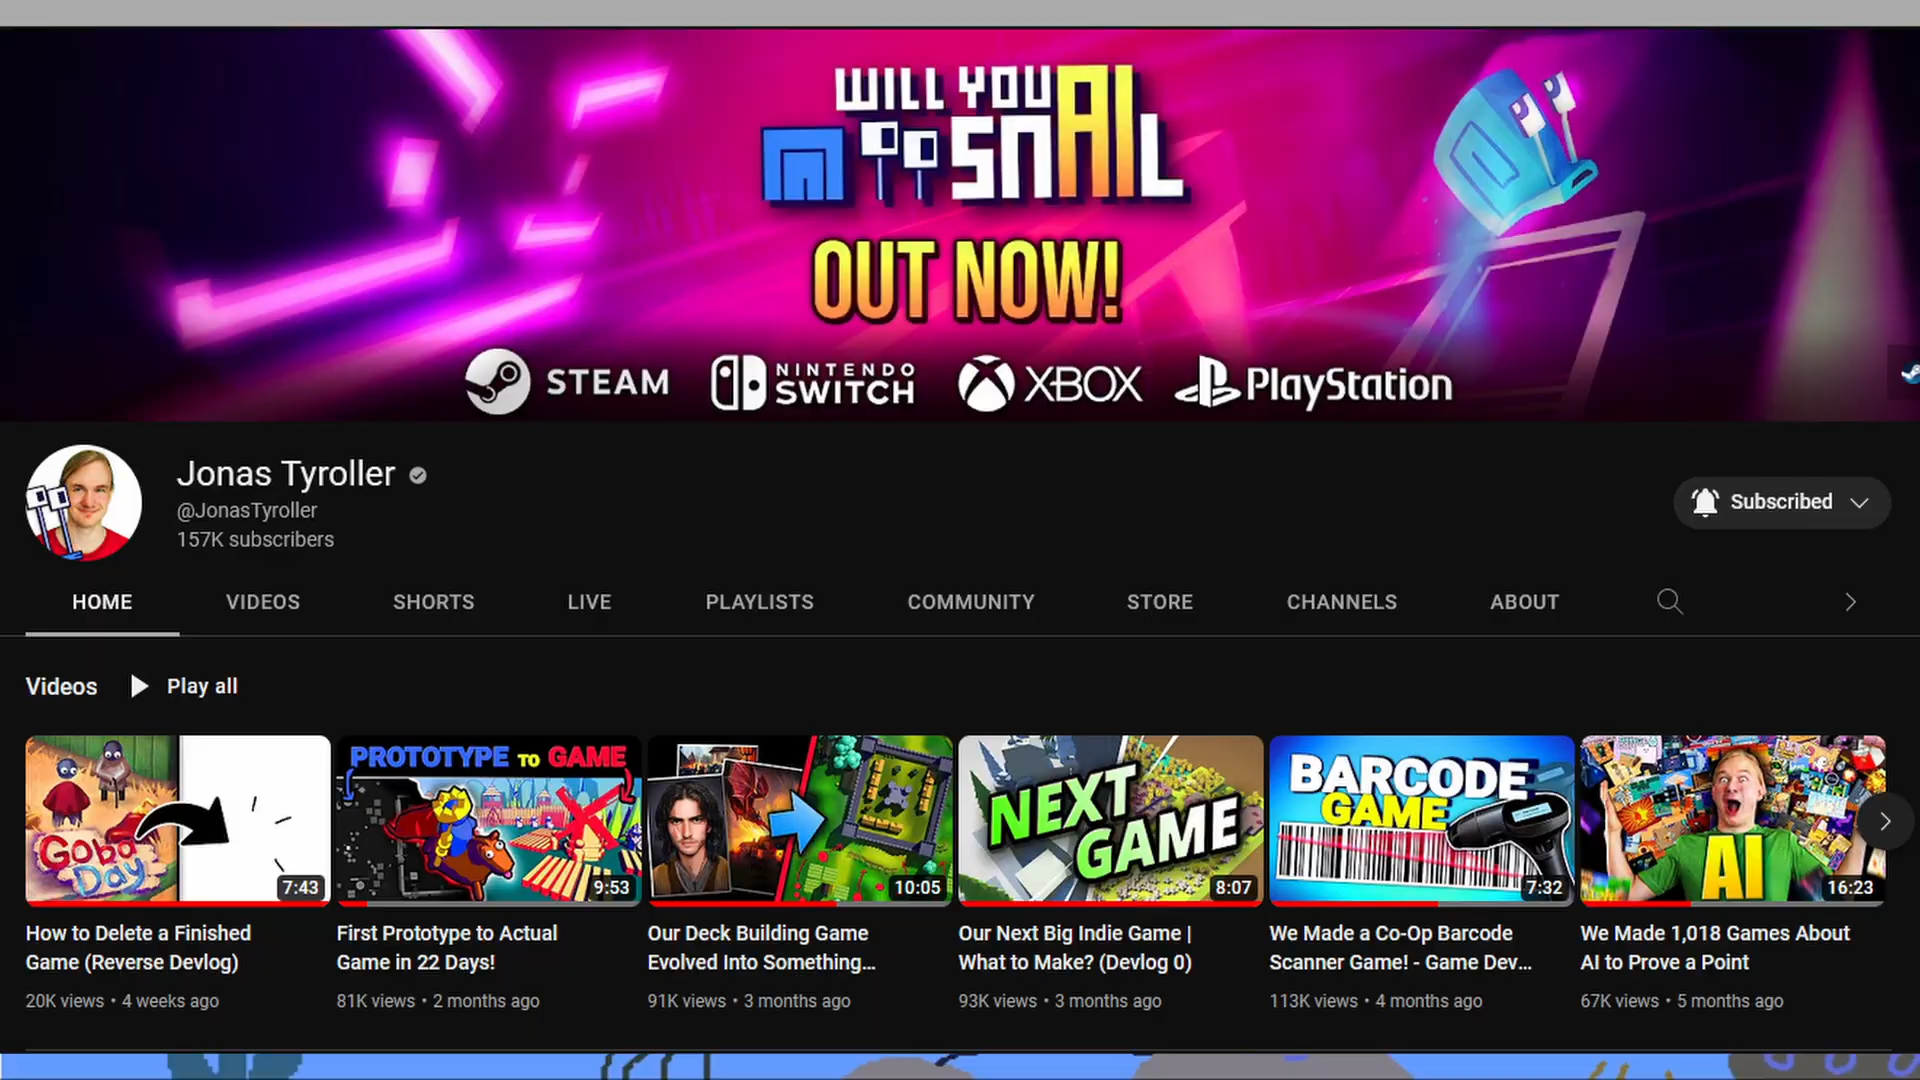 WILL YOU
SNAIL
OUT NOW!
STEAM
NINTENDO
SWITCH
XBOX
PlayStation
Jonas Tyroller
@JonasTyroller
157K subscribers
Subscribed
HOME
VIDEOS
SHORTS
LIVE
PLAYLISTS
COMMUNITY
STORE
CHANNELS
ABOUT
Videos
Play all
Goba
Day
7:43
PROTOTYPE TO GAME
9:53
10:05
NEXT
GAME
8:07
BARCODE
GAME
7:32
AI
16:23
How to Delete a Finished
Game (Reverse Devlog)
20K views • 4 weeks ago
First Prototype to Actual
Game in 22 Days!
81K views • 2 months ago
Our Deck Building Game
Evolved Into Something...
91K views • 3 months ago
Our Next Big Indie Game |
What to Make? (Devlog 0)
93K views • 3 months ago
We Made a Co-Op Barcode
Scanner Game! - Game Dev...
113K views • 4 months ago
We Made 1,018 Games About
AI to Prove a Point
67K views • 5 months ago